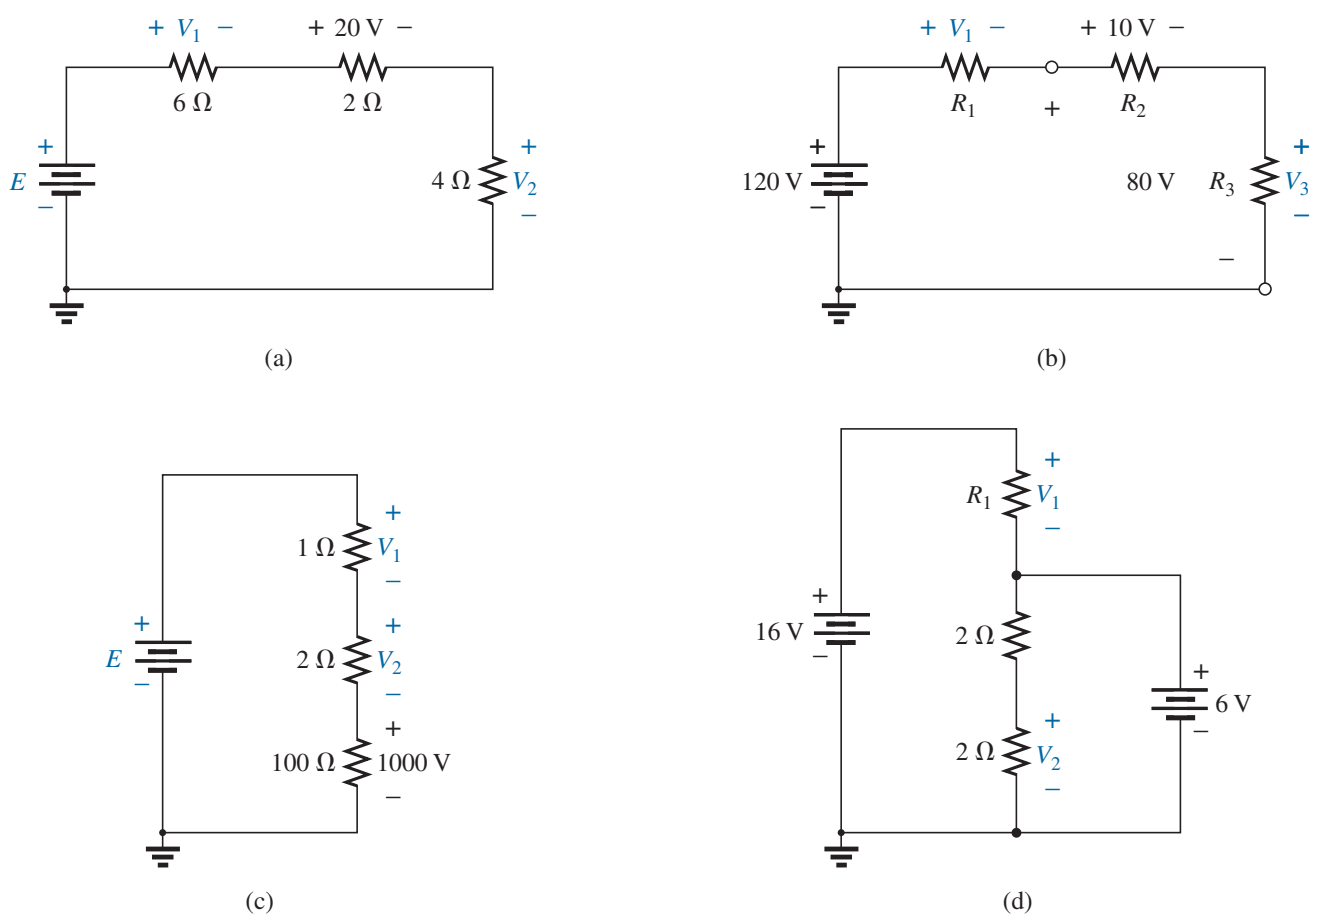 + V₁ − + 20 V −
6 Ω 2 Ω
+
E
−
4 Ω
+
V₂
−
(a)
+ V₁ − + 10 V −
R₁ + R₂
+
120 V
−
80 V
−
R₃
+
V₃
−
(b)
+
E
−
1 Ω
+
V₁
−
2 Ω
+
V₂
−
100 Ω
+
1000 V
−
(c)
+
16 V
−
R₁
+
V₁
−
2 Ω
2 Ω
+
V₂
−
+
6 V
−
(d)